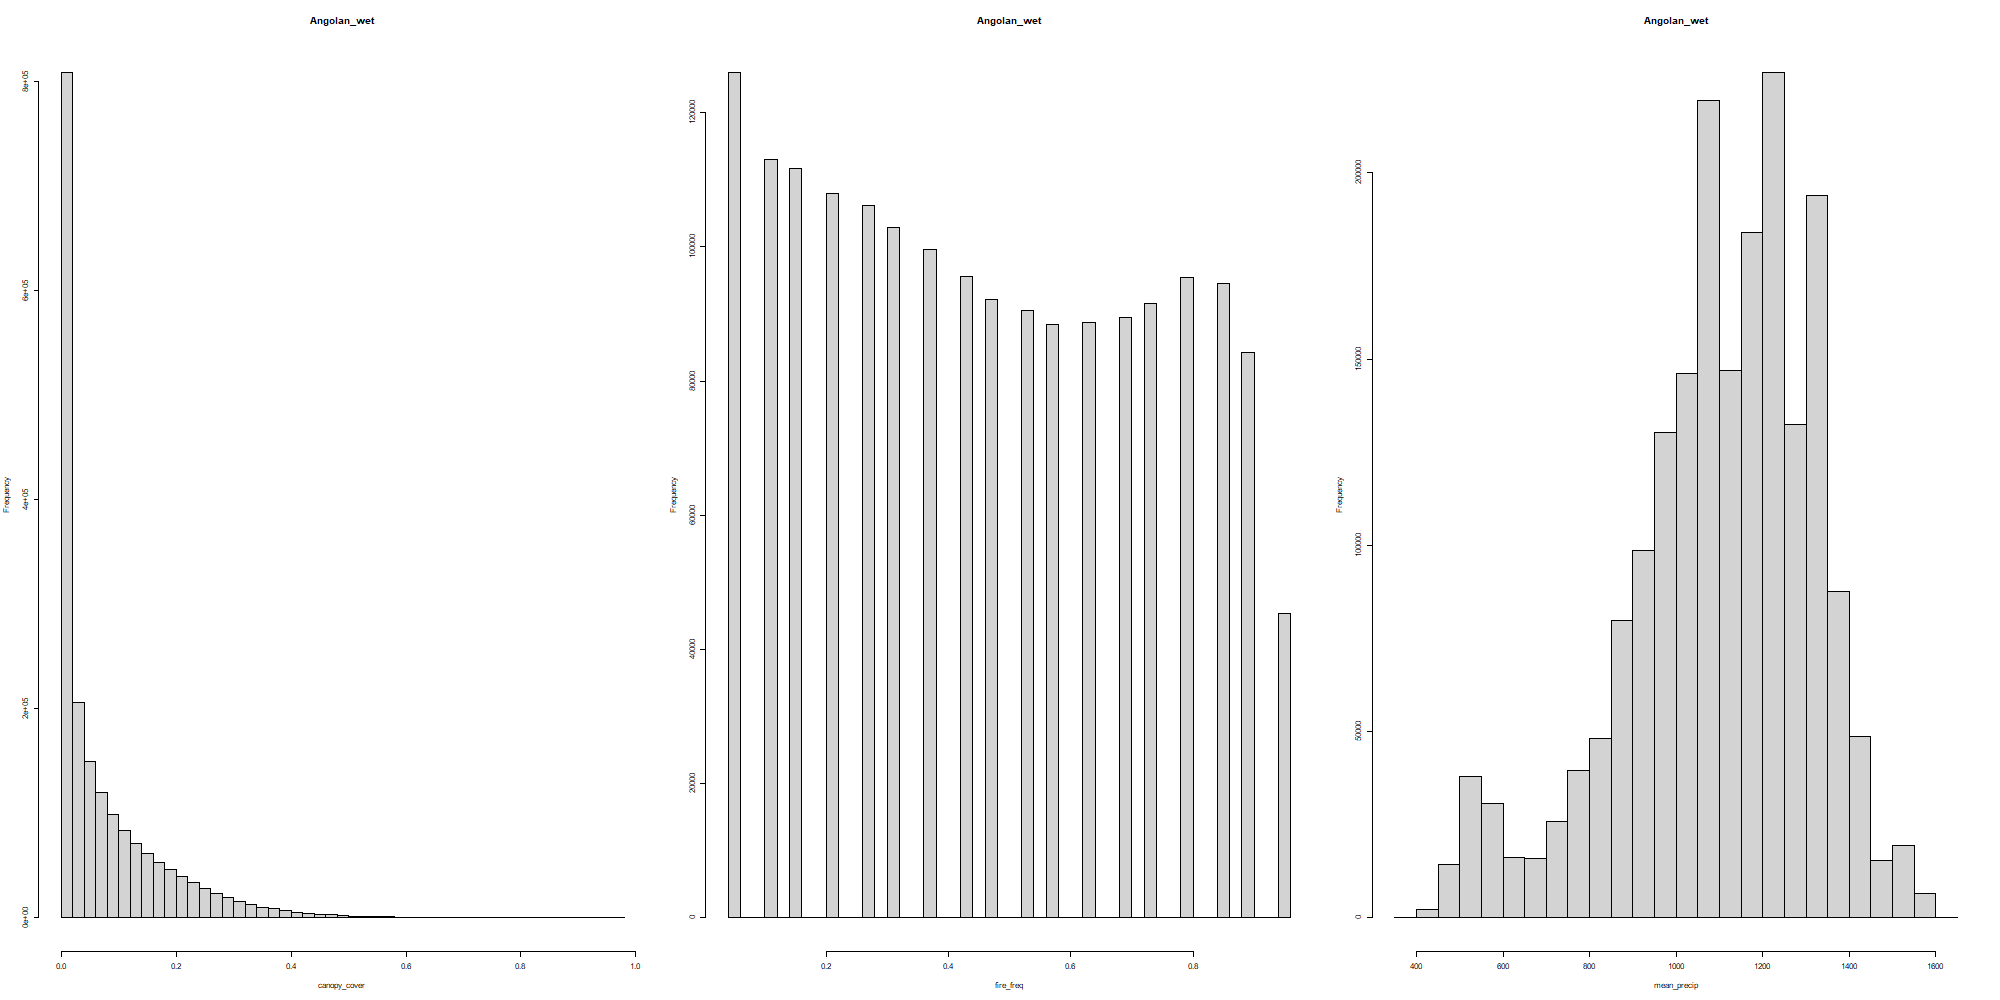 Angolan_wet
Frequency
8e+05
6e+05
4e+05
2e+05
0e+00
0.0 0.2 0.4 0.6 0.8 1.0
canopy_cover
Angolan_wet
Frequency
120000
100000
80000
60000
40000
20000
0
0.2 0.4 0.6 0.8
fire_freq
Angolan_wet
Frequency
200000
150000
100000
50000
0
400 600 800 1000 1200 1400 1600
mean_precip